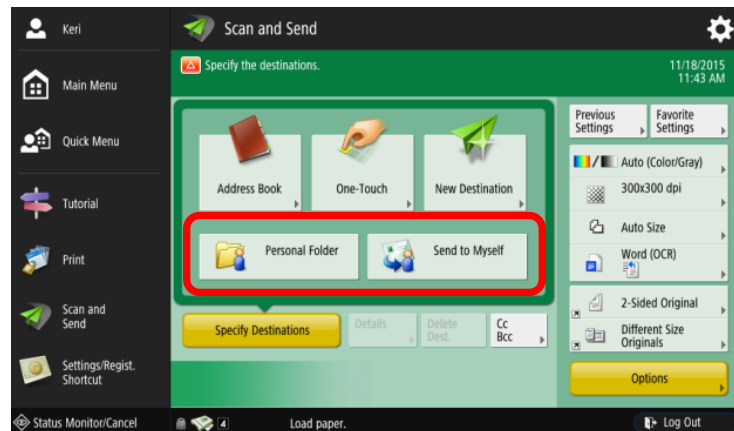 Keri
Main Menu
Quick Menu
Tutorial
Print
Scan and
Send
Settings/Regist.
Shortcut
Status Monitor/Cancel
Scan and Send
Specify the destinations.
11/18/2015
11:43 AM
Address Book
One-Touch
New Destination
Personal Folder
Send to Myself
Specify Destinations
Details
Delete
Dest.
Cc
Bcc
Previous
Settings
Favorite
Settings
Auto (Color/Gray)
300x300 dpi
Auto Size
Word (OCR)
2-Sided Original
Different Size
Originals
Options
4
Load paper.
Log Out